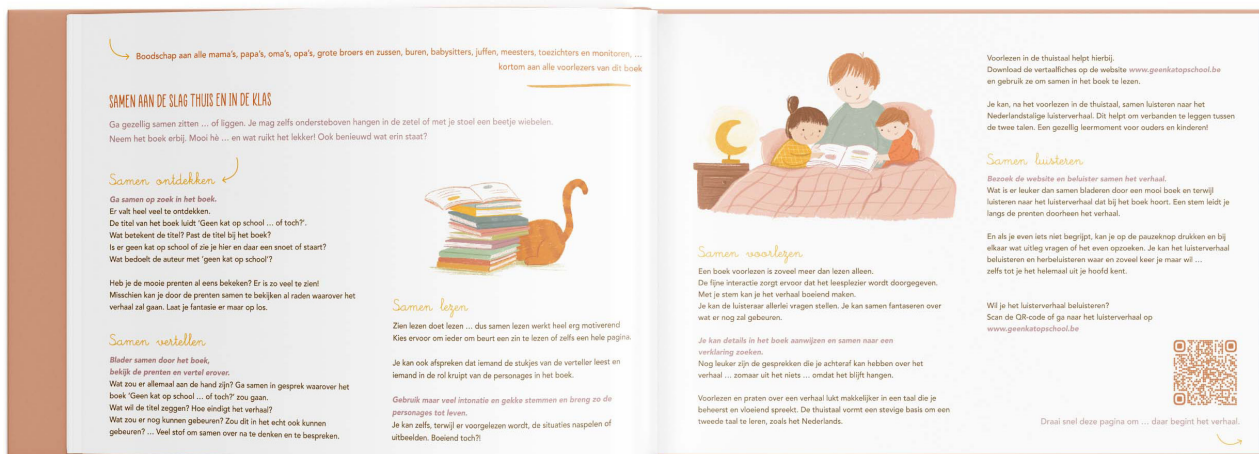 Boodschap aan alle mama's, papa's, oma's, opa's, grote broers en zussen, buren, babysitters, juffen, meesters, toezichters en monitoren, ...
kortom aan alle voorlezers van dit boek
SAMEN AAN DE SLAG THUIS EN IN DE KLAS
Ga gezellig samen zitten ... of liggen. Je mag zelfs ondersteboven hangen in de zetel of met je stoel een beetje wiebelen.
Neem het boek erbij. Mooi hè ... en wat ruikt het lekker! Ook benieuwd wat erin staat?
Samen ontdekken
Ga samen op zoek in het boek.
Er valt heel veel te ontdekken.
De titel van het boek luidt 'Geen kat op school ... of toch?'.
Wat betekent de titel? Past de titel bij het boek?
Is er geen kat op school of zie je hier en daar een snoet of staart?
Wat bedoelt de auteur met 'geen kat op school'?
Heb je de mooie prenten al eens bekeken? Er is zo veel te zien!
Misschien kan je door de prenten samen te bekijken al raden waarover het
verhaal zal gaan. Laat je fantasie er maar op los.
Samen vertellen
Blader samen door het boek,
bekijk de prenten en vertel erover.
Wat zou er allemaal aan de hand zijn? Ga samen in gesprek waarover het
boek 'Geen kat op school ... of toch?' zou gaan.
Wat wil de titel zeggen? Hoe eindigt het verhaal?
Wat zou er nog kunnen gebeuren? Zou dit in het echt ook kunnen
gebeuren? ... Veel stof om samen over na te denken en te bespreken.
Samen lezen
Zien lezen doet lezen ... dus samen lezen werkt heel erg motiverend
Kies ervoor om ieder om beurt een zin te lezen of zelfs een hele pagina.
Je kan ook afspreken dat iemand de stukjes van de verteller leest en
iemand in de rol kruipt van de personages in het boek.
Gebruik maar veel intonatie en gekke stemmen en breng zo de
personages tot leven.
Je kan zelfs, terwijl er voorgelezen wordt, de situaties naspelen of
uitbeelden. Boeiend toch?!
Samen voorlezen
Een boek voorlezen is zoveel meer dan lezen alleen.
De fijne interactie zorgt ervoor dat het leesplezier wordt doorgegeven.
Met je stem kan je het verhaal boeiend maken.
Je kan de luisteraar allerlei vragen stellen. Je kan samen fantaseren over
wat er nog zal gebeuren.
Je kan details in het boek aanwijzen en samen naar een
verklaring zoeken.
Nog leuker zijn de gesprekken die je achteraf kan hebben over het
verhaal ... zomaar uit het niets ... omdat het blijft hangen.
Voorlezen en praten over een verhaal lukt makkelijker in een taal die je
beheerst en vloeiend spreekt. De thuistaal vormt een stevige basis om een
tweede taal te leren, zoals het Nederlands.
Voorlezen in de thuistaal helpt hierbij.
Download de vertaalfiches op de website www.geenkatopschool.be
en gebruik ze om samen in het boek te lezen.
Je kan, na het voorlezen in de thuistaal, samen luisteren naar het
Nederlandstalige luisterverhaal. Dit helpt om verbanden te leggen tussen
de twee talen. Een gezellig leermoment voor ouders en kinderen!
Samen luisteren
Bezoek de website en beluister samen het verhaal.
Wat is er leuker dan samen bladeren door een mooi boek en terwijl
luisteren naar het luisterverhaal dat bij het boek hoort. Een stem leidt je
langs de prenten doorheen het verhaal.
En als je even iets niet begrijpt, kan je op de pauzeknop drukken en bij
elkaar wat uitleg vragen of het even opzoeken. Je kan het luisterverhaal
beluisteren en herbeluisteren waar en zoveel keer je maar wil ...
zelfs tot je het helemaal uit je hoofd kent.
Wil je het luisterverhaal beluisteren?
Scan de QR-code of ga naar het luisterverhaal op
www.geenkatopschool.be
Draai snel deze pagina om ... daar begint het verhaal.